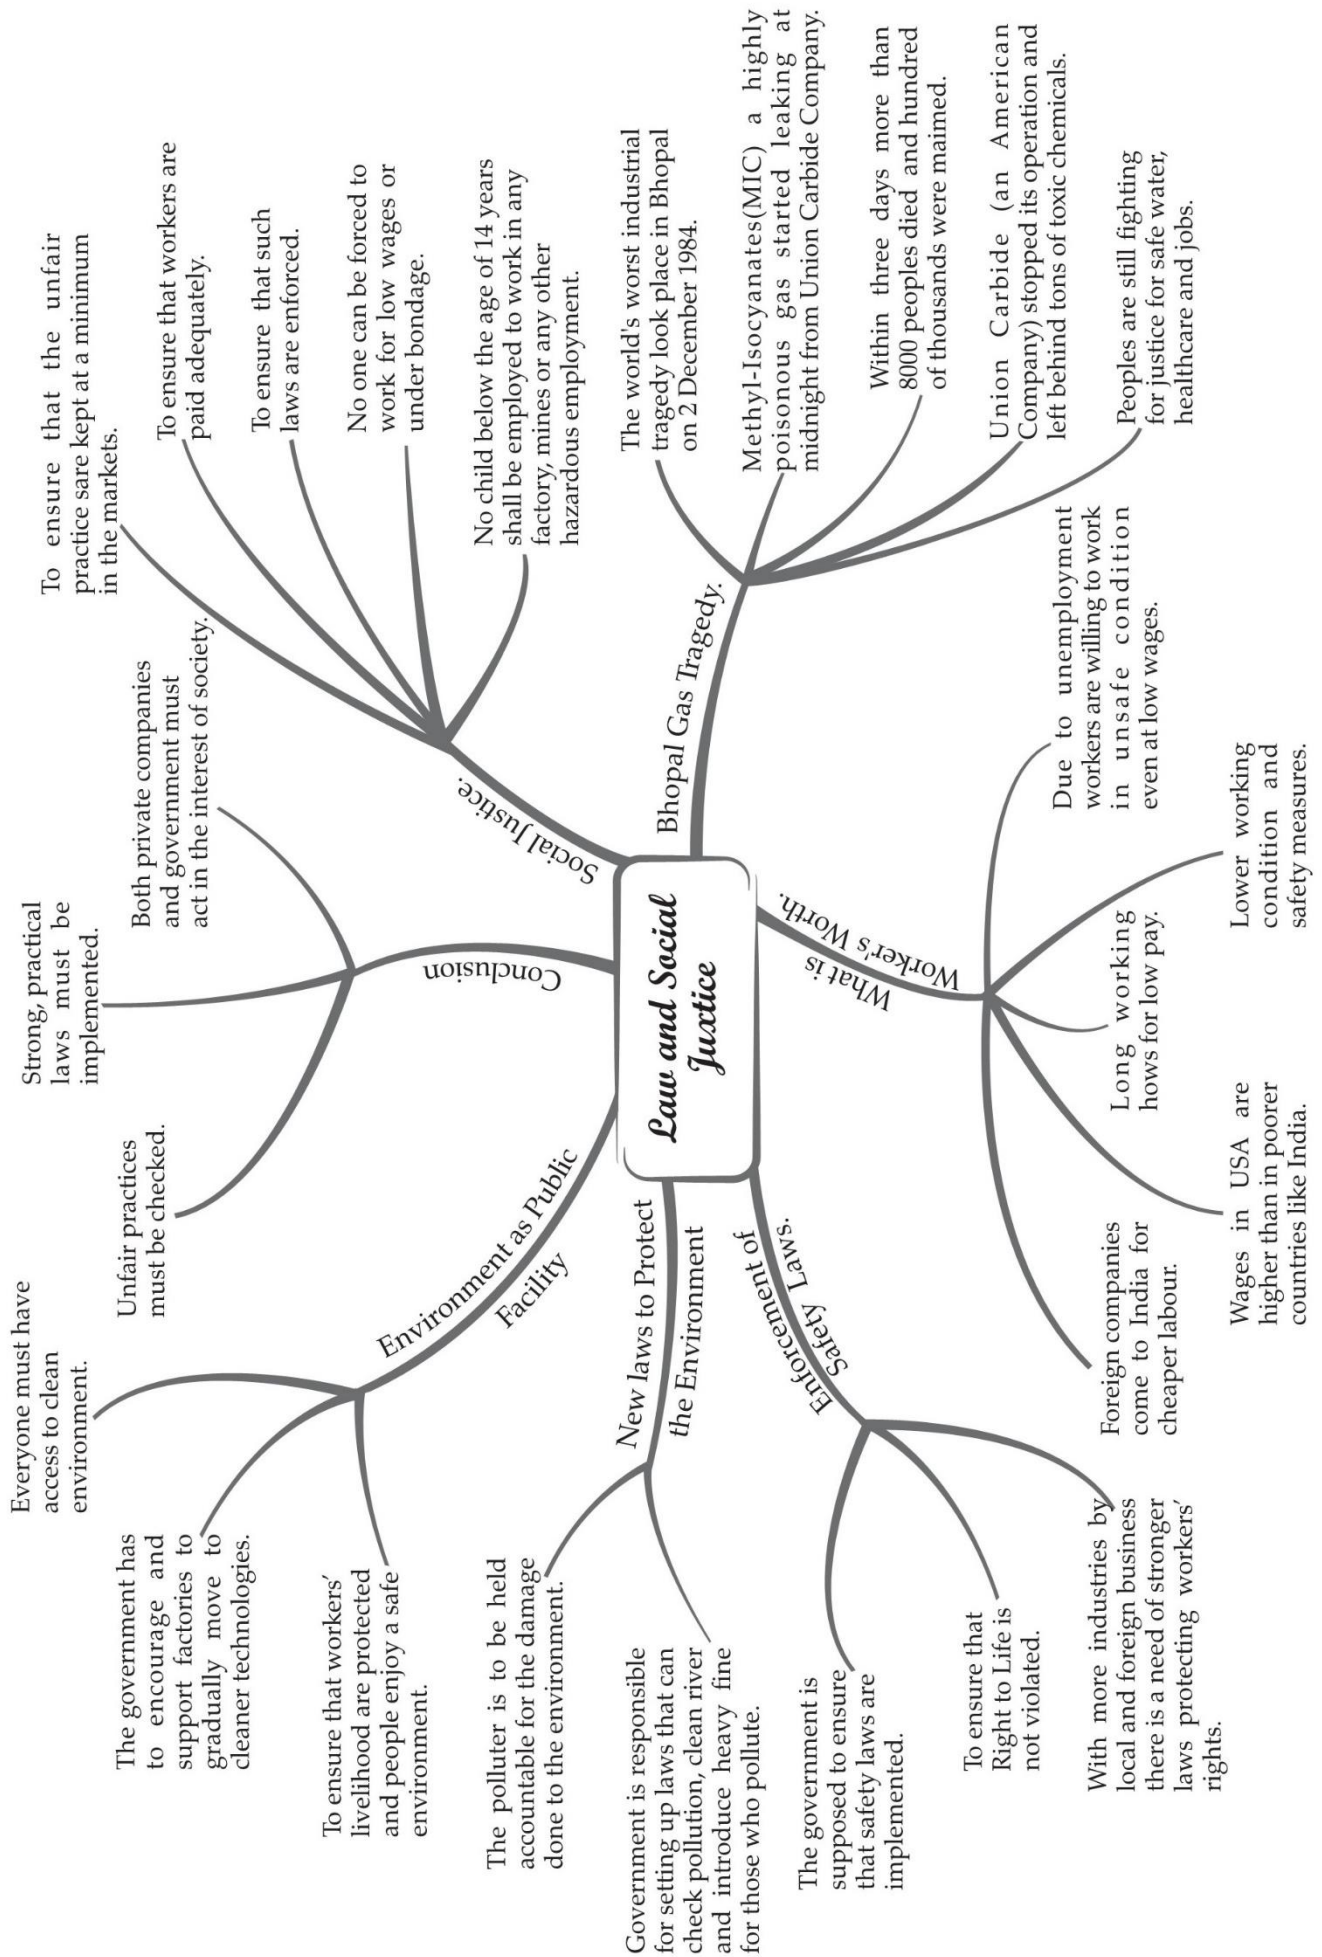 Law and Social
Juxtice
Social Justice.
To ensure that the unfair
practice sare kept at a minimum
in the markets.
To ensure that workers are
paid adequately.
To ensure that such
laws are enforced.
No one can be forced to
work for low wages or
under bondage.
No child below the age of 14 years
shall be employed to work in any
factory, mines or any other
hazardous employment.
Bhopal Gas Tragedy.
The world's worst industrial
tragedy look place in Bhopal
on 2 December 1984.
Methyl-Isocyanates(MIC) a highly
poisonous gas started leaking at
midnight from Union Carbide Company.
Within three days more than
8000 peoples died and hundred
of thousands were maimed.
Union Carbide (an American
Company) stopped its operation and
left behind tons of toxic chemicals.
Peoples are still fighting
for justice for safe water,
healthcare and jobs.
What is
Worker's Worth.
Due to unemployment
workers are willing to work
in unsafe condition
even at low wages.
Lower working
condition and
safety measures.
Long working
hows for low pay.
Wages in USA are
higher than in poorer
countries like India.
Foreign companies
come to India for
cheaper labour.
Enforcement of
Safety Laws.
The government is
supposed to ensure
that safety laws are
implemented.
To ensure that
Right to Life is
not violated.
With more industries by
local and foreign business
there is a need of stronger
laws protecting workers'
rights.
New laws to Protect
the Environment
The polluter is to be held
accountable for the damage
done to the environment.
Government is responsible
for setting up laws that can
check pollution, clean river
and introduce heavy fine
for those who pollute.
Environment as Public
Facility
Everyone must have
access to clean
environment.
The government has
to encourage and
support factories to
gradually move to
cleaner technologies.
To ensure that workers'
livelihood are protected
and people enjoy a safe
environment.
Conclusion
Unfair practices
must be checked.
Strong, practical
laws must be
implemented.
Both private companies
and government must
act in the interest of society.